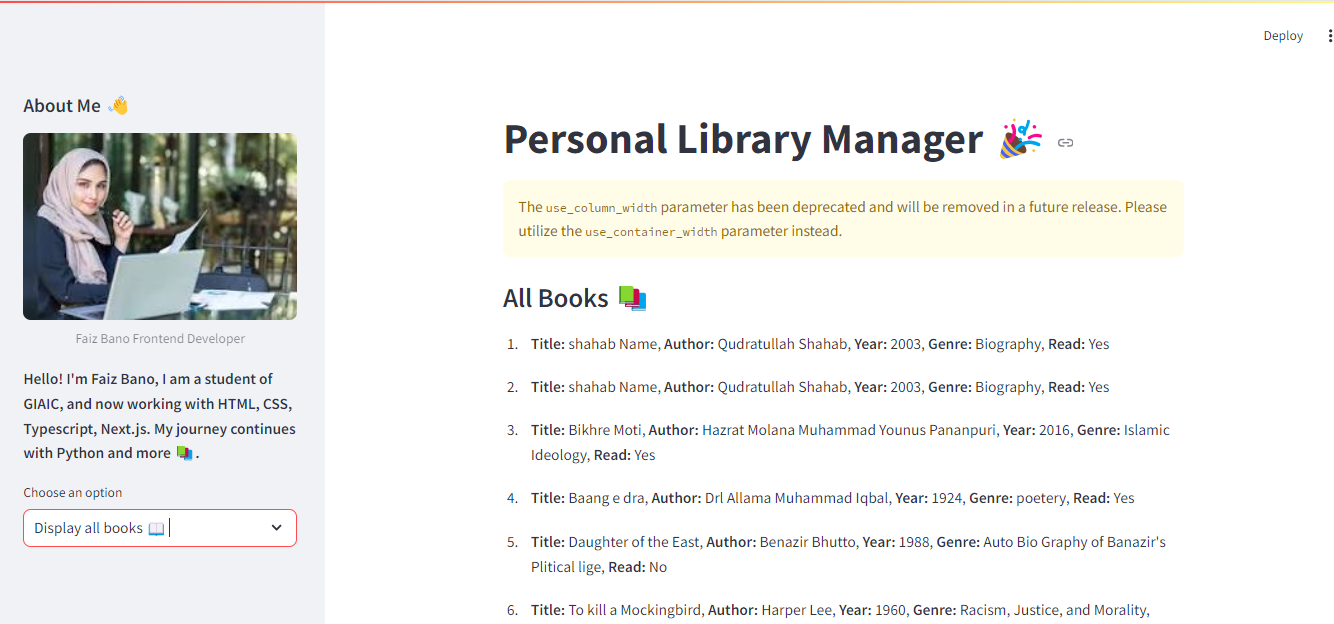 Deploy
About Me 👋
Faiz Bano Frontend Developer
Hello! I'm Faiz Bano, I am a student of
GIAIC, and now working with HTML, CSS,
Typescript, Next.js. My journey continues
with Python and more 📚.
Choose an option
Display all books 📖
Personal Library Manager 🎉
The use_column_width parameter has been deprecated and will be removed in a future release. Please
utilize the use_container_width parameter instead.
All Books 📚
1. Title: shahab Name, Author: Qudratullah Shahab, Year: 2003, Genre: Biography, Read: Yes
2. Title: shahab Name, Author: Qudratullah Shahab, Year: 2003, Genre: Biography, Read: Yes
3. Title: Bikhre Moti, Author: Hazrat Molana Muhammad Younus Pananpuri, Year: 2016, Genre: Islamic
Ideology, Read: Yes
4. Title: Baang e dra, Author: Drl Allama Muhammad Iqbal, Year: 1924, Genre: poetery, Read: Yes
5. Title: Daughter of the East, Author: Benazir Bhutto, Year: 1988, Genre: Auto Bio Graphy of Banazir's
Plitical lige, Read: No
6. Title: To kill a Mockingbird, Author: Harper Lee, Year: 1960, Genre: Racism, Justice, and Morality,